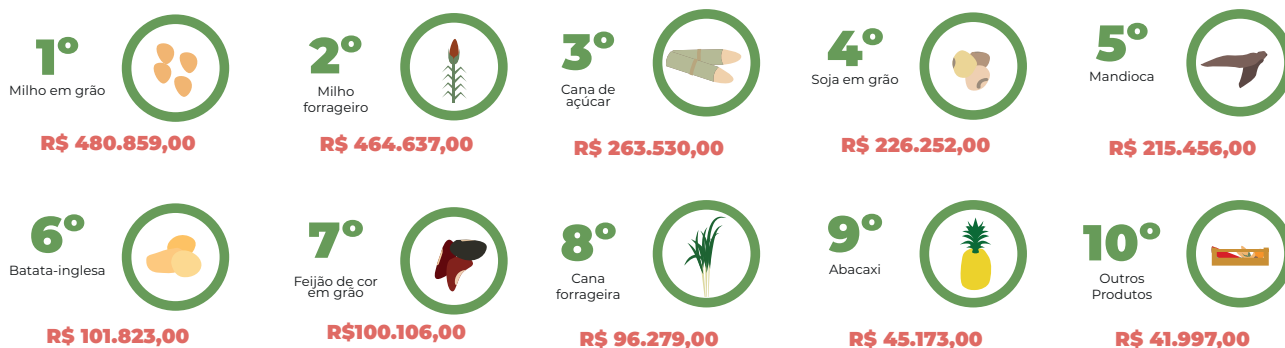 1º
Milho em grão
R$ 480.859,00
2º
Milho
forrageiro
R$ 464.637,00
3º
Cana de
açúcar
R$ 263.530,00
4º
Soja em grão
R$ 226.252,00
5º
Mandioca
R$ 215.456,00
6º
Batata-inglesa
R$ 101.823,00
7º
Feijão de cor
em grão
R$100.106,00
8º
Cana
forrageira
R$ 96.279,00
9º
Abacaxi
R$ 45.173,00
10º
Outros
Produtos
R$ 41.997,00